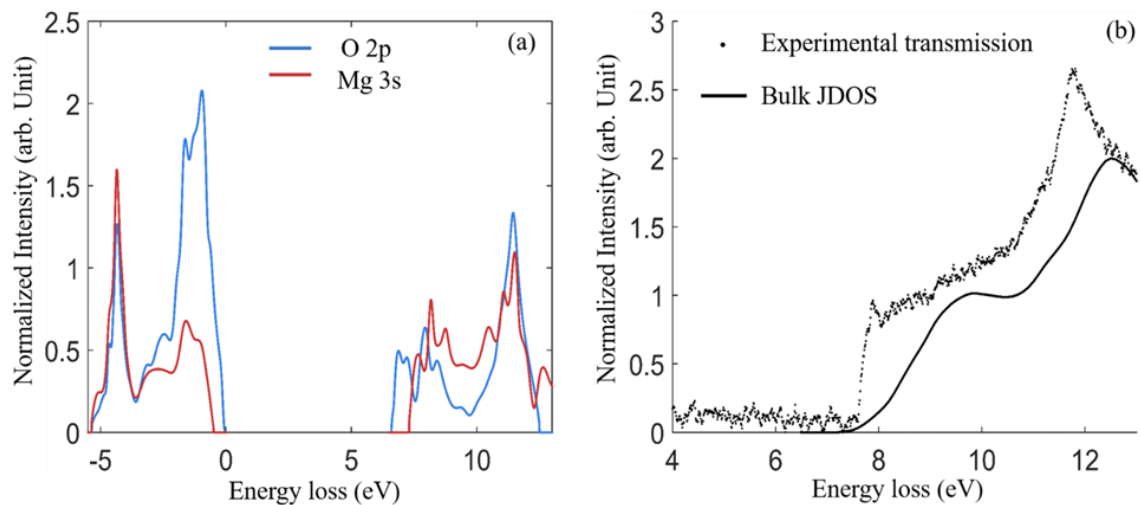 (a)
O 2p
Mg 3s
Normalized Intensity (arb. Unit)
2.5
2
1.5
1
0.5
0
-5
0
5
10
Energy loss (eV)
(b)
Experimental transmission
Bulk JDOS
Normalized Intensity (arb. Unit)
3
2.5
2
1.5
1
0.5
0
4
6
8
10
12
Energy loss (eV)